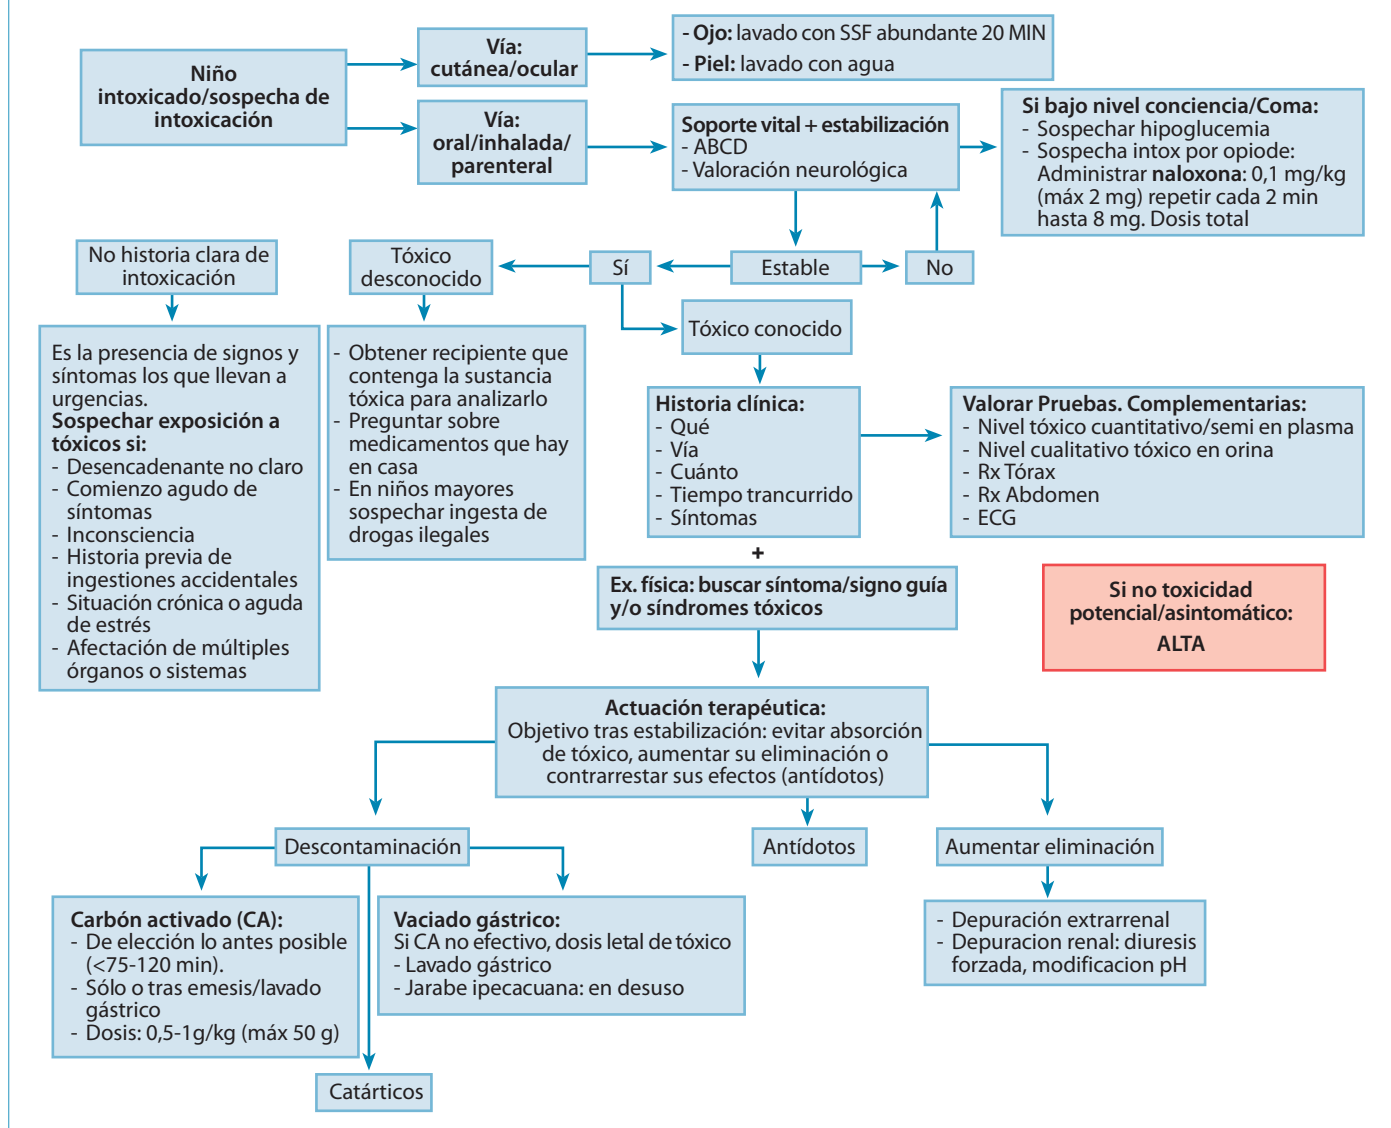 Niño
intoxicado/sospecha de
intoxicación
Vía:
cutánea/ocular
- Ojo: lavado con SSF abundante 20 MIN
- Piel: lavado con agua
Vía:
oral/inhalada/
parenteral
Soporte vital + estabilización
- ABCD
- Valoración neurológica
Si bajo nivel conciencia/Coma:
- Sospechar hipoglucemia
- Sospecha intox por opiode:
Administrar naloxona: 0,1 mg/kg
(máx 2 mg) repetir cada 2 min
hasta 8 mg. Dosis total
No historia clara de
intoxicación
Tóxico
desconocido
Sí
Estable
No
Tóxico conocido
Es la presencia de signos y
síntomas los que llevan a
urgencias.
Sospechar exposición a
tóxicos si:
- Desencadenante no claro
- Comienzo agudo de
síntomas
- Inconsciencia
- Historia previa de
ingestiones accidentales
- Situación crónica o aguda
de estrés
- Afectación de múltiples
órganos o sistemas
- Obtener recipiente que
contenga la sustancia
tóxica para analizarlo
- Preguntar sobre
medicamentos que hay
en casa
- En niños mayores
sospechar ingesta de
drogas ilegales
Historia clínica:
- Qué
- Vía
- Cuánto
- Tiempo trancurrido
- Síntomas
Valorar Pruebas. Complementarias:
- Nivel tóxico cuantitativo/semi en plasma
- Nivel cualitativo tóxico en orina
- Rx Tórax
- Rx Abdomen
- ECG
+
Ex. física: buscar síntoma/signo guía
y/o síndromes tóxicos
Si no toxicidad
potencial/asintomático:
ALTA
Actuación terapéutica:
Objetivo tras estabilización: evitar absorción
de tóxico, aumentar su eliminación o
contrarrestar sus efectos (antídotos)
Descontaminación
Antídotos
Aumentar eliminación
Carbón activado (CA):
- De elección lo antes posible
(<75-120 min).
- Sólo o tras emesis/lavado
gástrico
- Dosis: 0,5-1g/kg (máx 50 g)
Vaciado gástrico:
Si CA no efectivo, dosis letal de tóxico
- Lavado gástrico
- Jarabe ipecacuana: en desuso
- Depuración extrarrenal
- Depuracion renal: diuresis
forzada, modificacion pH
Catárticos